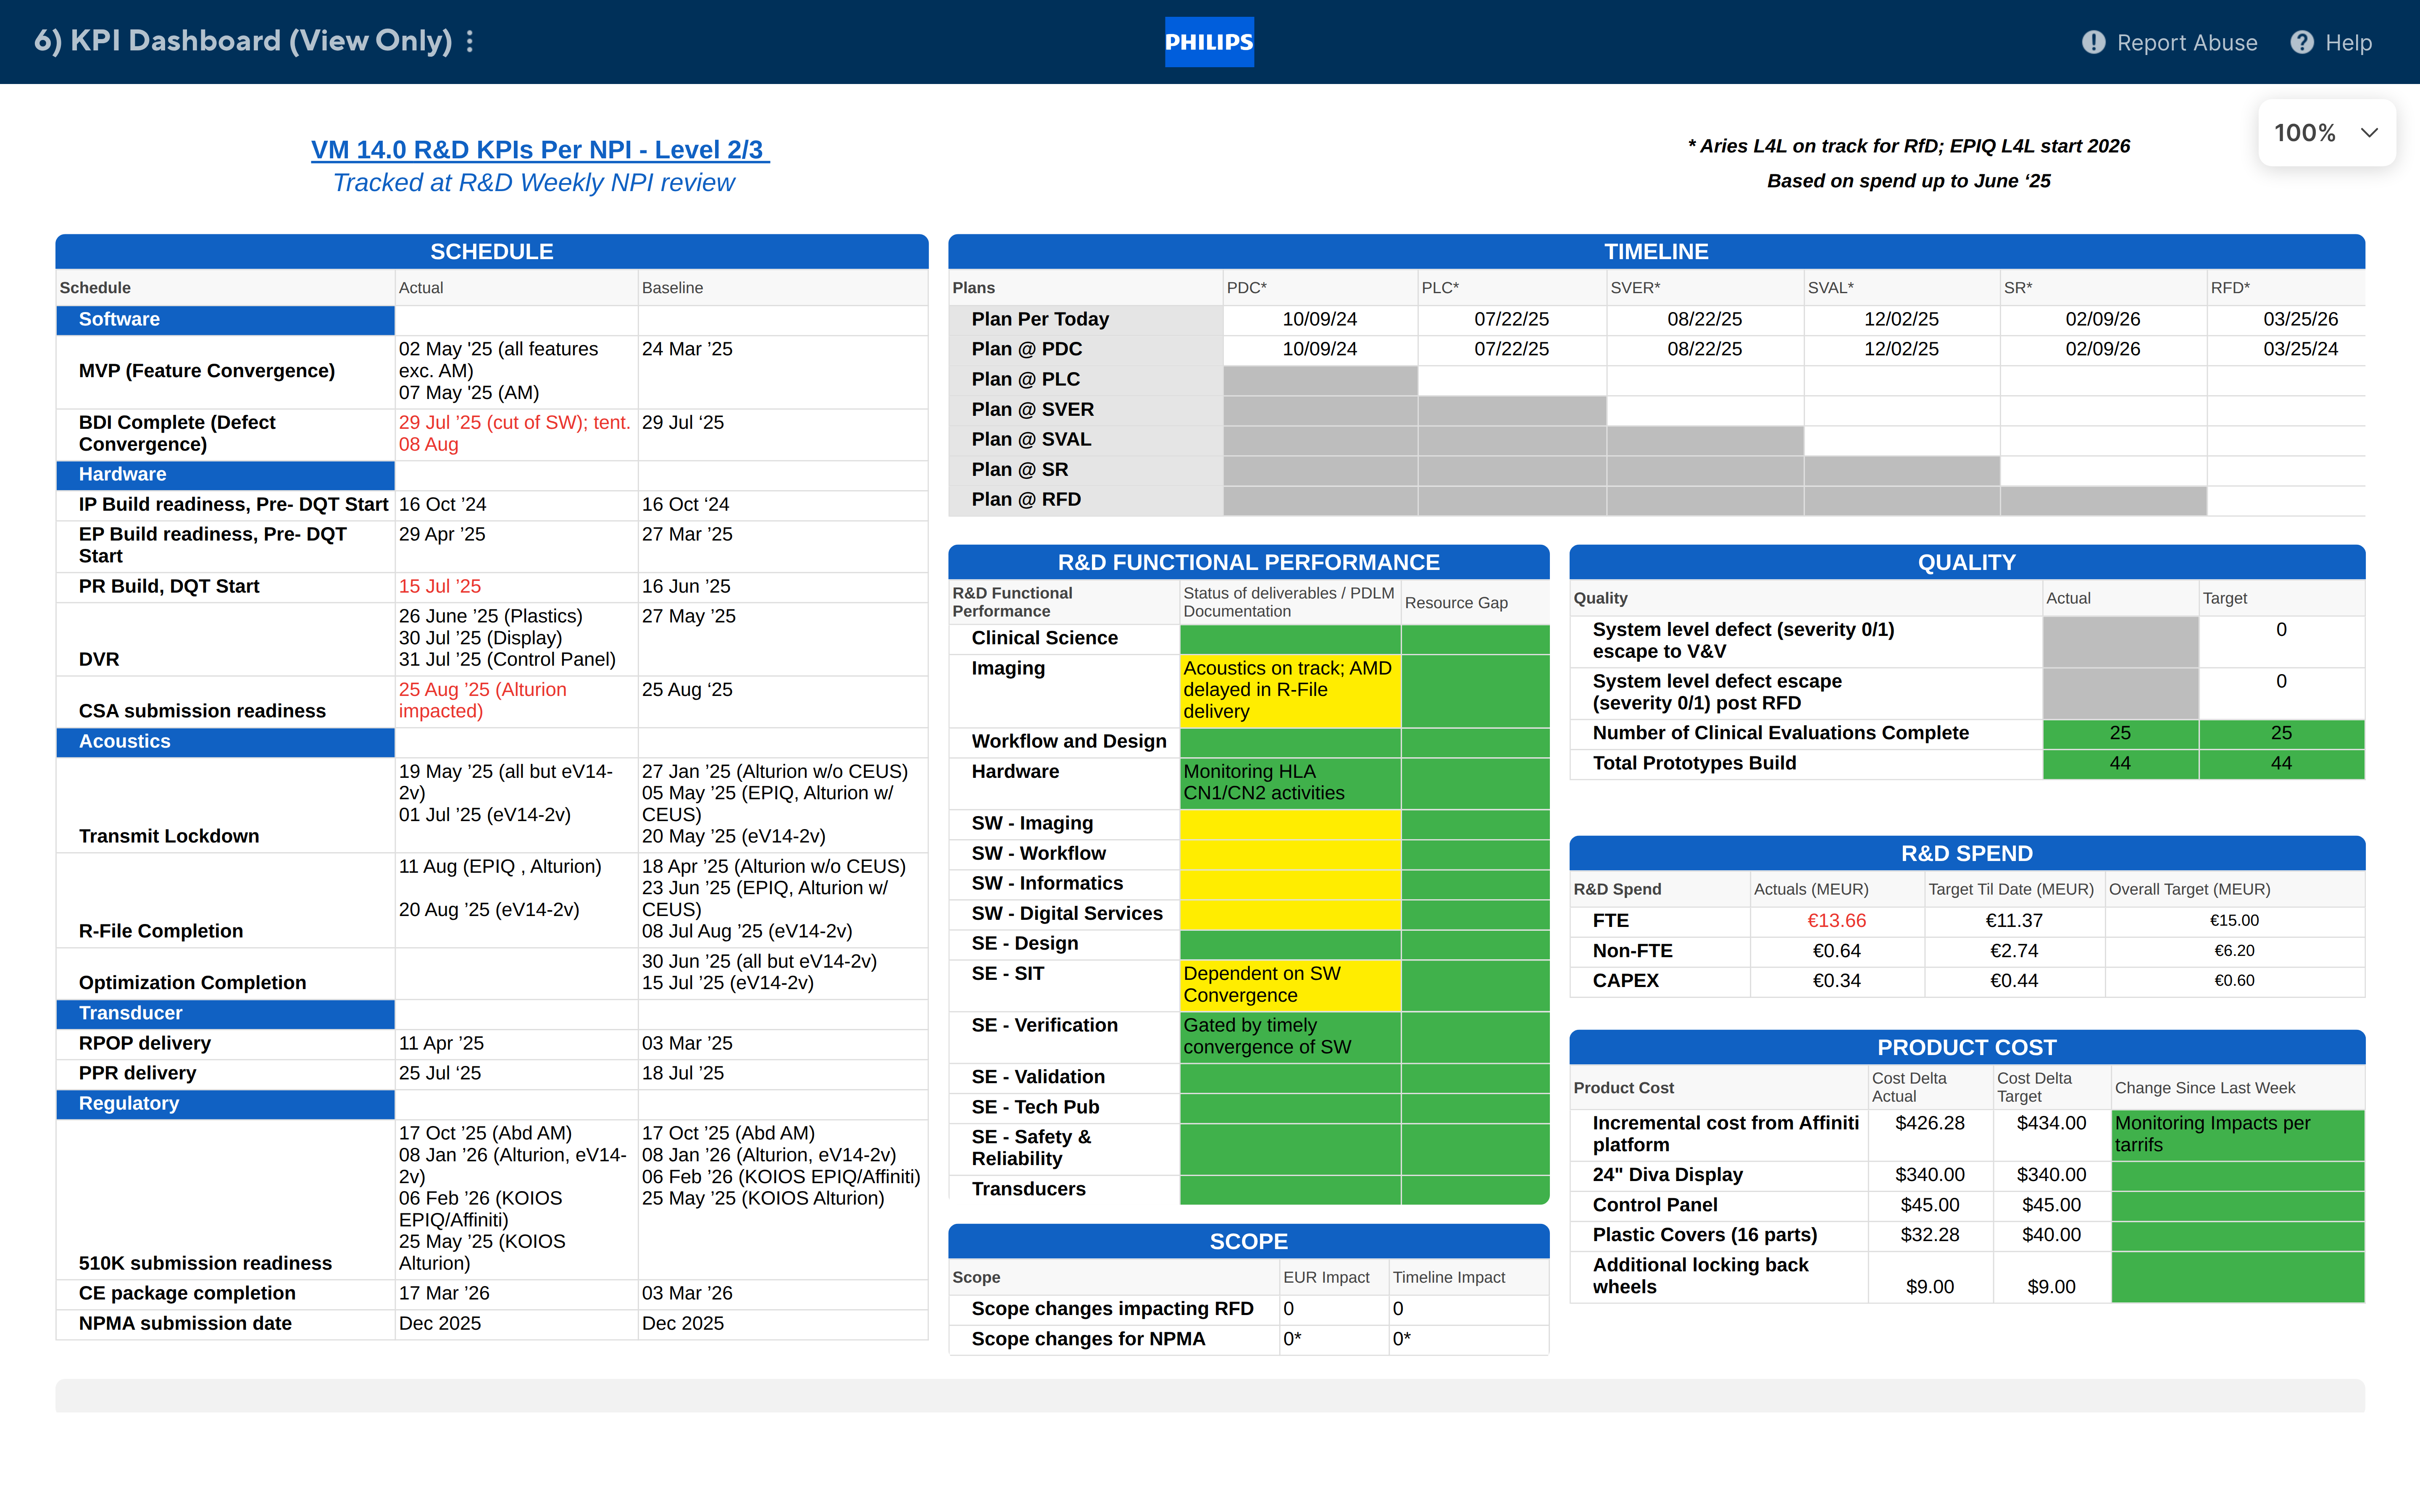 6) KPI Dashboard (View Only)
PHILIPS
Report Abuse
Help
100%
VM 14.0 R&D KPIs Per NPI - Level 2/3
Tracked at R&D Weekly NPI review
* Aries L4L on track for RfD; EPIQ L4L start 2026
Based on spend up to June ‘25
SCHEDULE
Schedule Actual Baseline
Software
MVP (Feature Convergence)
02 May '25 (all features
exc. AM)
07 May '25 (AM)
24 Mar ’25
BDI Complete (Defect
Convergence)
29 Jul ’25 (cut of SW); tent.
08 Aug
29 Jul ‘25
Hardware
IP Build readiness, Pre- DQT Start 16 Oct ’24 16 Oct ‘24
EP Build readiness, Pre- DQT
Start
29 Apr ’25
27 Mar ’25
PR Build, DQT Start 15 Jul ’25 16 Jun ’25
DVR
26 June ’25 (Plastics)
30 Jul ’25 (Display)
31 Jul ’25 (Control Panel)
27 May ’25
CSA submission readiness
25 Aug ’25 (Alturion
impacted)
25 Aug ‘25
Acoustics
Transmit Lockdown
19 May ’25 (all but eV14-
2v)
01 Jul ’25 (eV14-2v)
27 Jan ’25 (Alturion w/o CEUS)
05 May ’25 (EPIQ, Alturion w/
CEUS)
20 May ’25 (eV14-2v)
R-File Completion
11 Aug (EPIQ , Alturion)
20 Aug ’25 (eV14-2v)
18 Apr ’25 (Alturion w/o CEUS)
23 Jun ’25 (EPIQ, Alturion w/
CEUS)
08 Jul Aug ’25 (eV14-2v)
Optimization Completion
30 Jun ’25 (all but eV14-2v)
15 Jul ’25 (eV14-2v)
Transducer
RPOP delivery 11 Apr ’25 03 Mar ’25
PPR delivery 25 Jul ‘25 18 Jul ’25
Regulatory
510K submission readiness
17 Oct ’25 (Abd AM)
08 Jan ’26 (Alturion, eV14-
2v)
06 Feb ’26 (KOIOS
EPIQ/Affiniti)
25 May ’25 (KOIOS
Alturion)
17 Oct ’25 (Abd AM)
08 Jan ’26 (Alturion, eV14-2v)
06 Feb ’26 (KOIOS EPIQ/Affiniti)
25 May ’25 (KOIOS Alturion)
CE package completion 17 Mar ’26 03 Mar ’26
NPMA submission date Dec 2025 Dec 2025
TIMELINE
Plans PDC* PLC* SVER* SVAL* SR* RFD*
Plan Per Today 10/09/24 07/22/25 08/22/25 12/02/25 02/09/26 03/25/26
Plan @ PDC 10/09/24 07/22/25 08/22/25 12/02/25 02/09/26 03/25/24
Plan @ PLC
Plan @ SVER
Plan @ SVAL
Plan @ SR
Plan @ RFD
R&D FUNCTIONAL PERFORMANCE
R&D Functional
Performance
Status of deliverables / PDLM
Documentation
Resource Gap
Clinical Science
Imaging
Acoustics on track; AMD
delayed in R-File
delivery
Workflow and Design
Hardware
Monitoring HLA
CN1/CN2 activities
SW - Imaging
SW - Workflow
SW - Informatics
SW - Digital Services
SE - Design
SE - SIT
Dependent on SW
Convergence
SE - Verification
Gated by timely
convergence of SW
SE - Validation
SE - Tech Pub
SE - Safety &
Reliability
Transducers
SCOPE
Scope EUR Impact Timeline Impact
Scope changes impacting RFD 0 0
Scope changes for NPMA 0* 0*
QUALITY
Quality Actual Target
System level defect (severity 0/1)
escape to V&V
0
System level defect escape
(severity 0/1) post RFD
0
Number of Clinical Evaluations Complete 25 25
Total Prototypes Build 44 44
R&D SPEND
R&D Spend Actuals (MEUR) Target Til Date (MEUR) Overall Target (MEUR)
FTE €13.66 €11.37 €15.00
Non-FTE €0.64 €2.74 €6.20
CAPEX €0.34 €0.44 €0.60
PRODUCT COST
Product Cost
Cost Delta
Actual
Cost Delta
Target
Change Since Last Week
Incremental cost from Affiniti
platform
$426.28 $434.00
Monitoring Impacts per
tarrifs
24" Diva Display $340.00 $340.00
Control Panel $45.00 $45.00
Plastic Covers (16 parts) $32.28 $40.00
Additional locking back
wheels
$9.00 $9.00